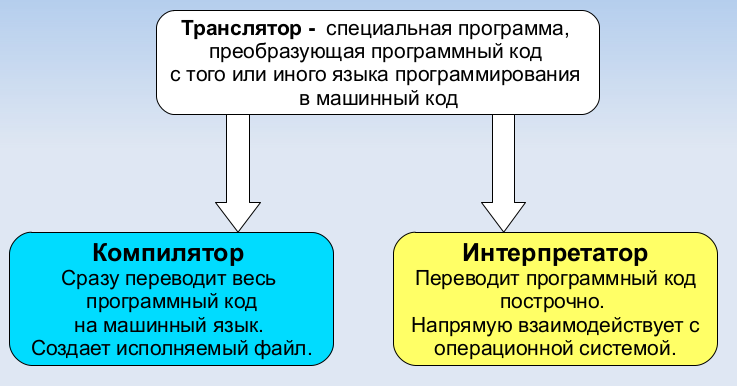 Транслятор - специальная программа,
преобразующая программный код
с того или иного языка программирования
в машинный код
Компилятор
Сразу переводит весь
программный код
на машинный язык.
Создает исполняемый файл.
Интерпретатор
Переводит программный код
построчно.
Напрямую взаимодействует с
операционной системой.